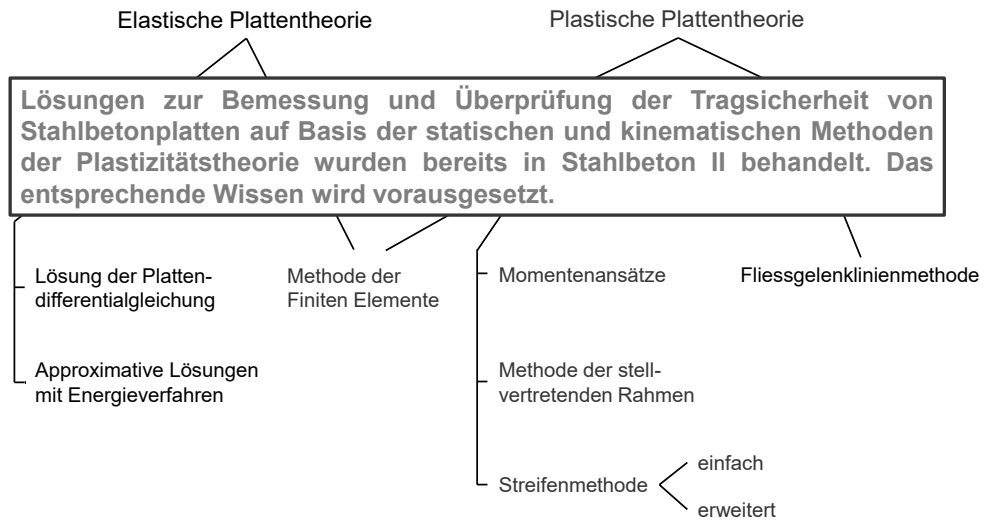 Elastische Plattentheorie
Plastische Plattentheorie
Lösungen zur Bemessung und Überprüfung der Tragsicherheit von
Stahlbetonplatten auf Basis der statischen und kinematischen Methoden
der Plastizitätstheorie wurden bereits in Stahlbeton II behandelt. Das
entsprechende Wissen wird vorausgesetzt.
Lösung der Platten-
differentialgleichung
Methode der
Finiten Elemente
Momentenansätze
Fliessgelenklinienmethode
Approximative Lösungen
mit Energieverfahren
Methode der stell-
vertretenden Rahmen
Streifenmethode
einfach
erweitert